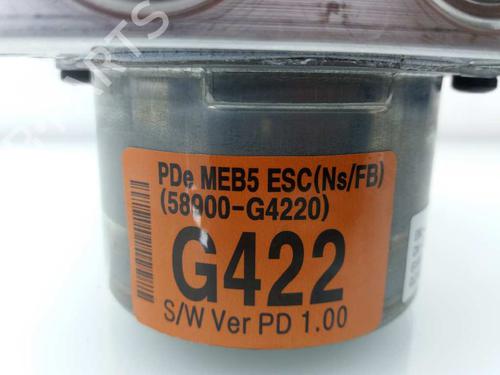 PDe MEB5 ESC(Ns/FB)
(58900-G4220)
G422
S/W Ver PD 1.00